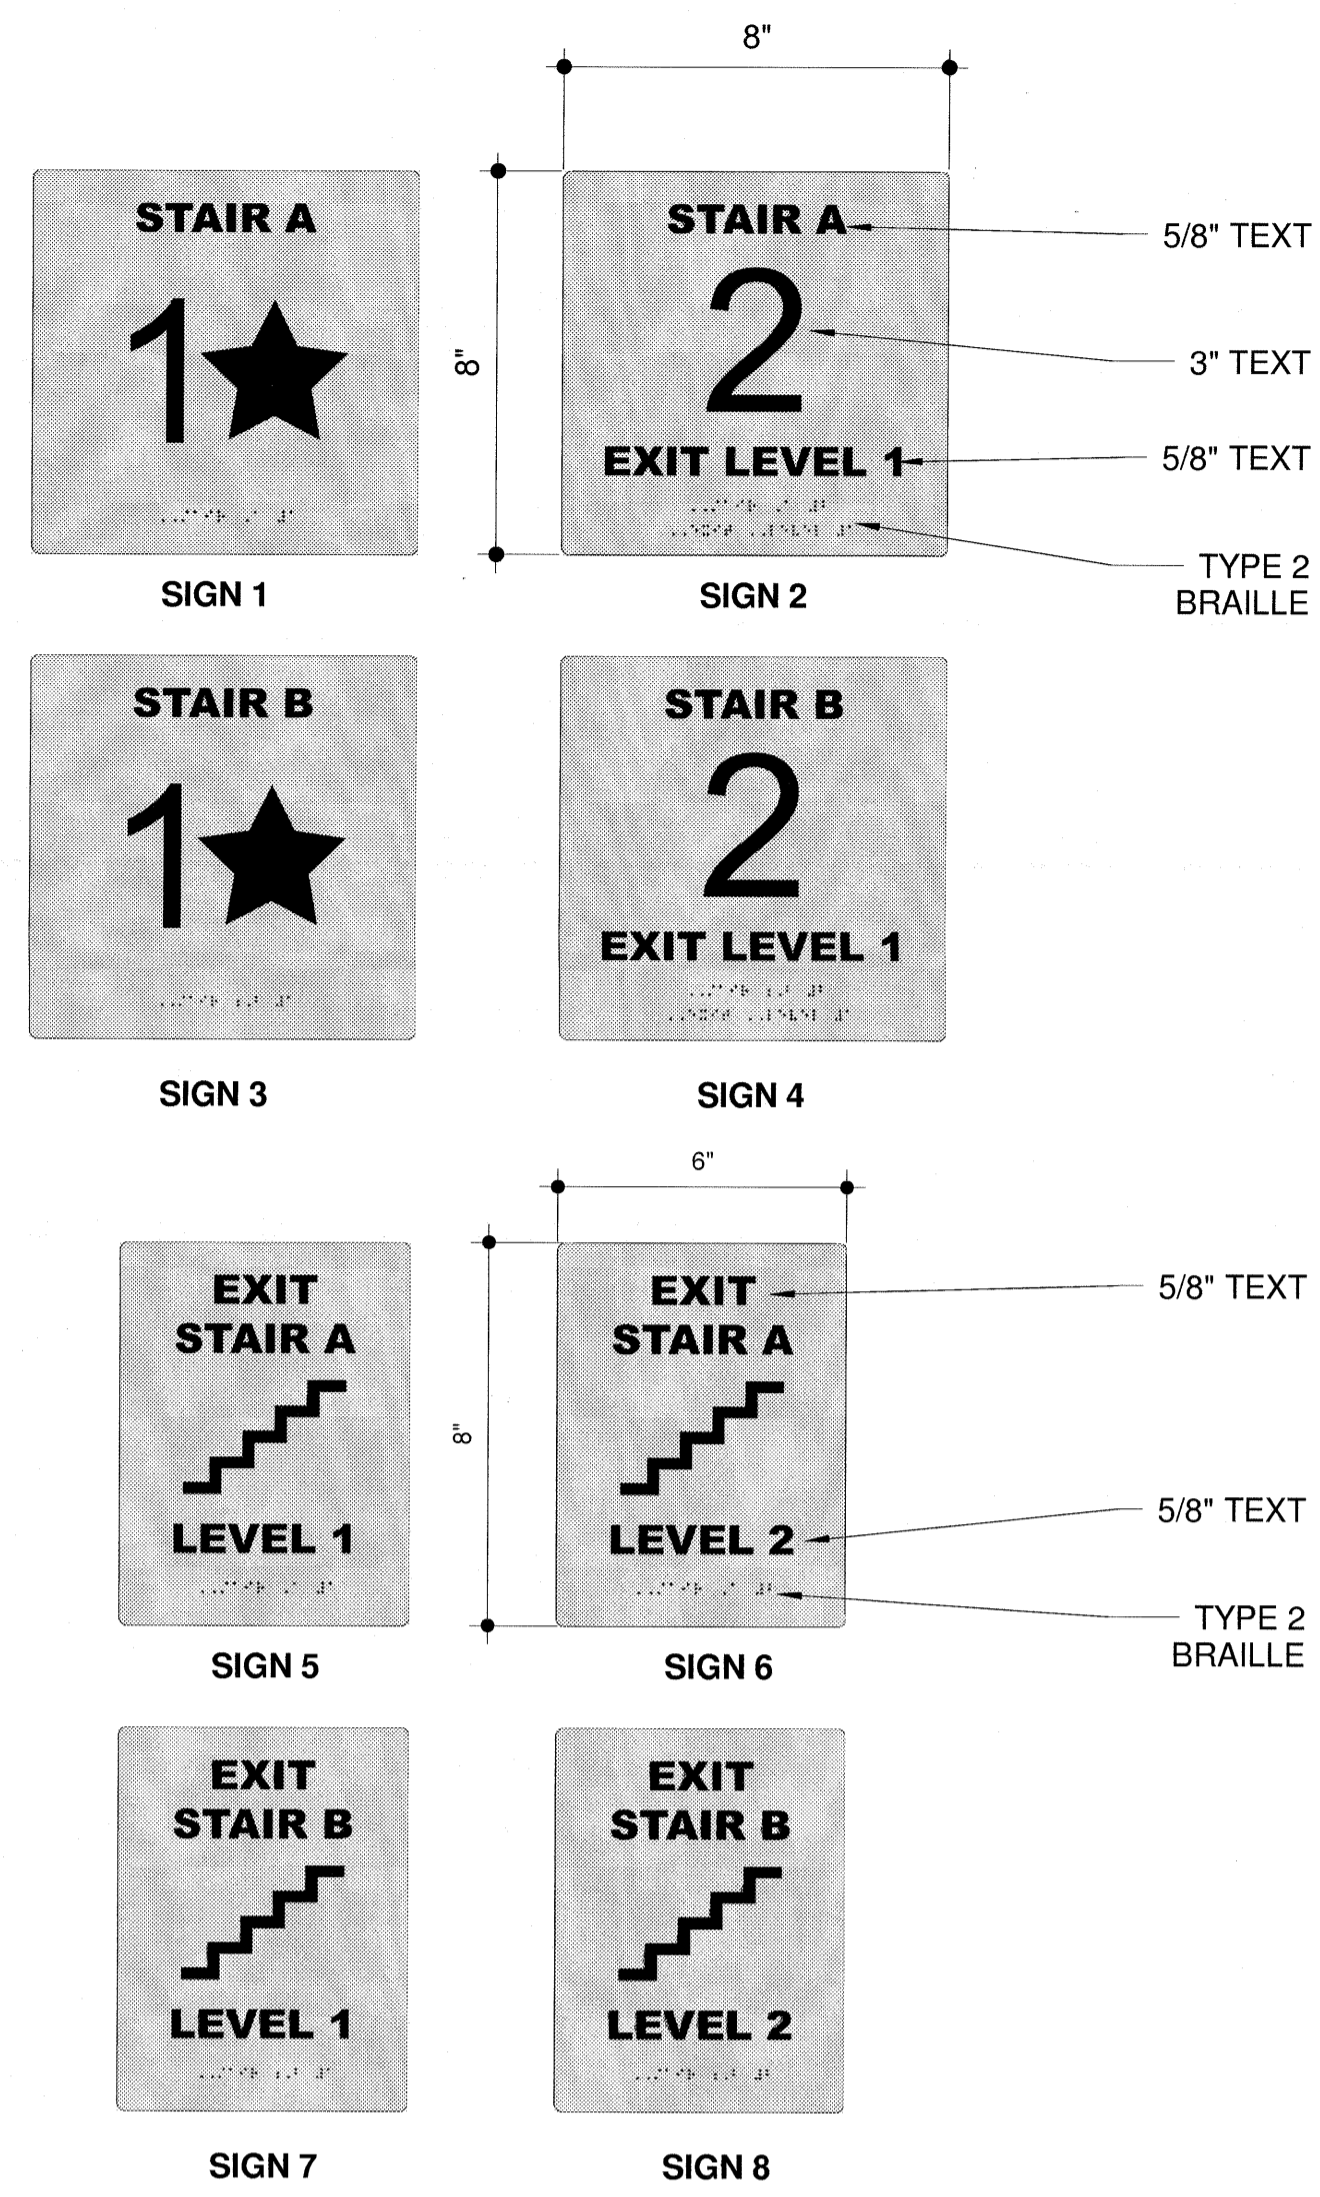 8"
STAIR A
1
SIGN 1
8"
STAIR A
2
EXIT LEVEL 1
SIGN 2
5/8" TEXT
3" TEXT
5/8" TEXT
TYPE 2
BRAILLE
STAIR B
1
SIGN 3
STAIR B
2
EXIT LEVEL 1
SIGN 4
6"
EXIT
STAIR A
LEVEL 1
SIGN 5
8"
EXIT
STAIR A
LEVEL 2
SIGN 6
5/8" TEXT
5/8" TEXT
TYPE 2
BRAILLE
EXIT
STAIR B
LEVEL 1
SIGN 7
EXIT
STAIR B
LEVEL 2
SIGN 8